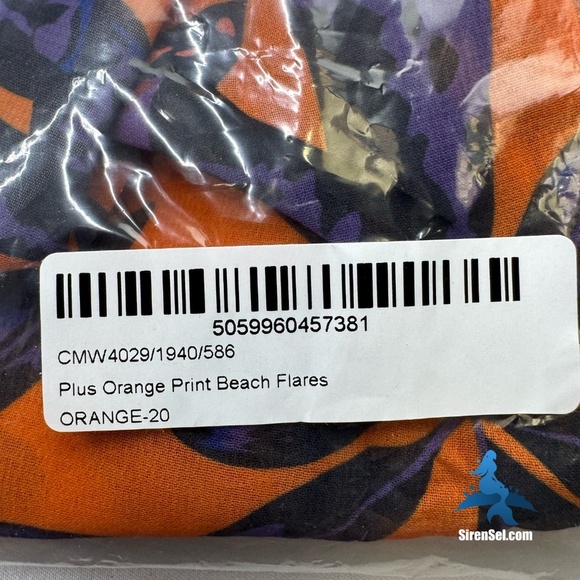 5059960457381
CMW4029/1940/586
Plus Orange Print Beach Flares
ORANGE-20
SirenSel.com